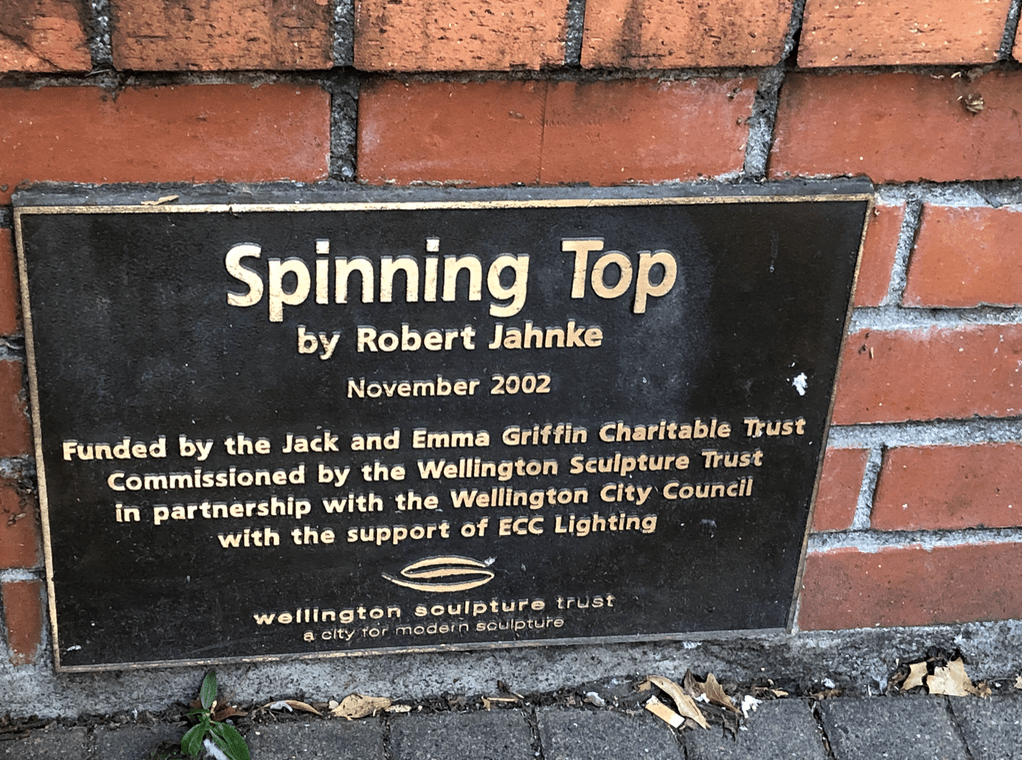 Spinning Top
by Robert Jahnke
November 2002
Funded by the Jack and Emma Griffin Charitable Trust
Commissioned by the Wellington Sculpture Trust
in partnership with the Wellington City Council
with the support of ECC Lighting
wellington sculpture trust
a city for modern sculpture